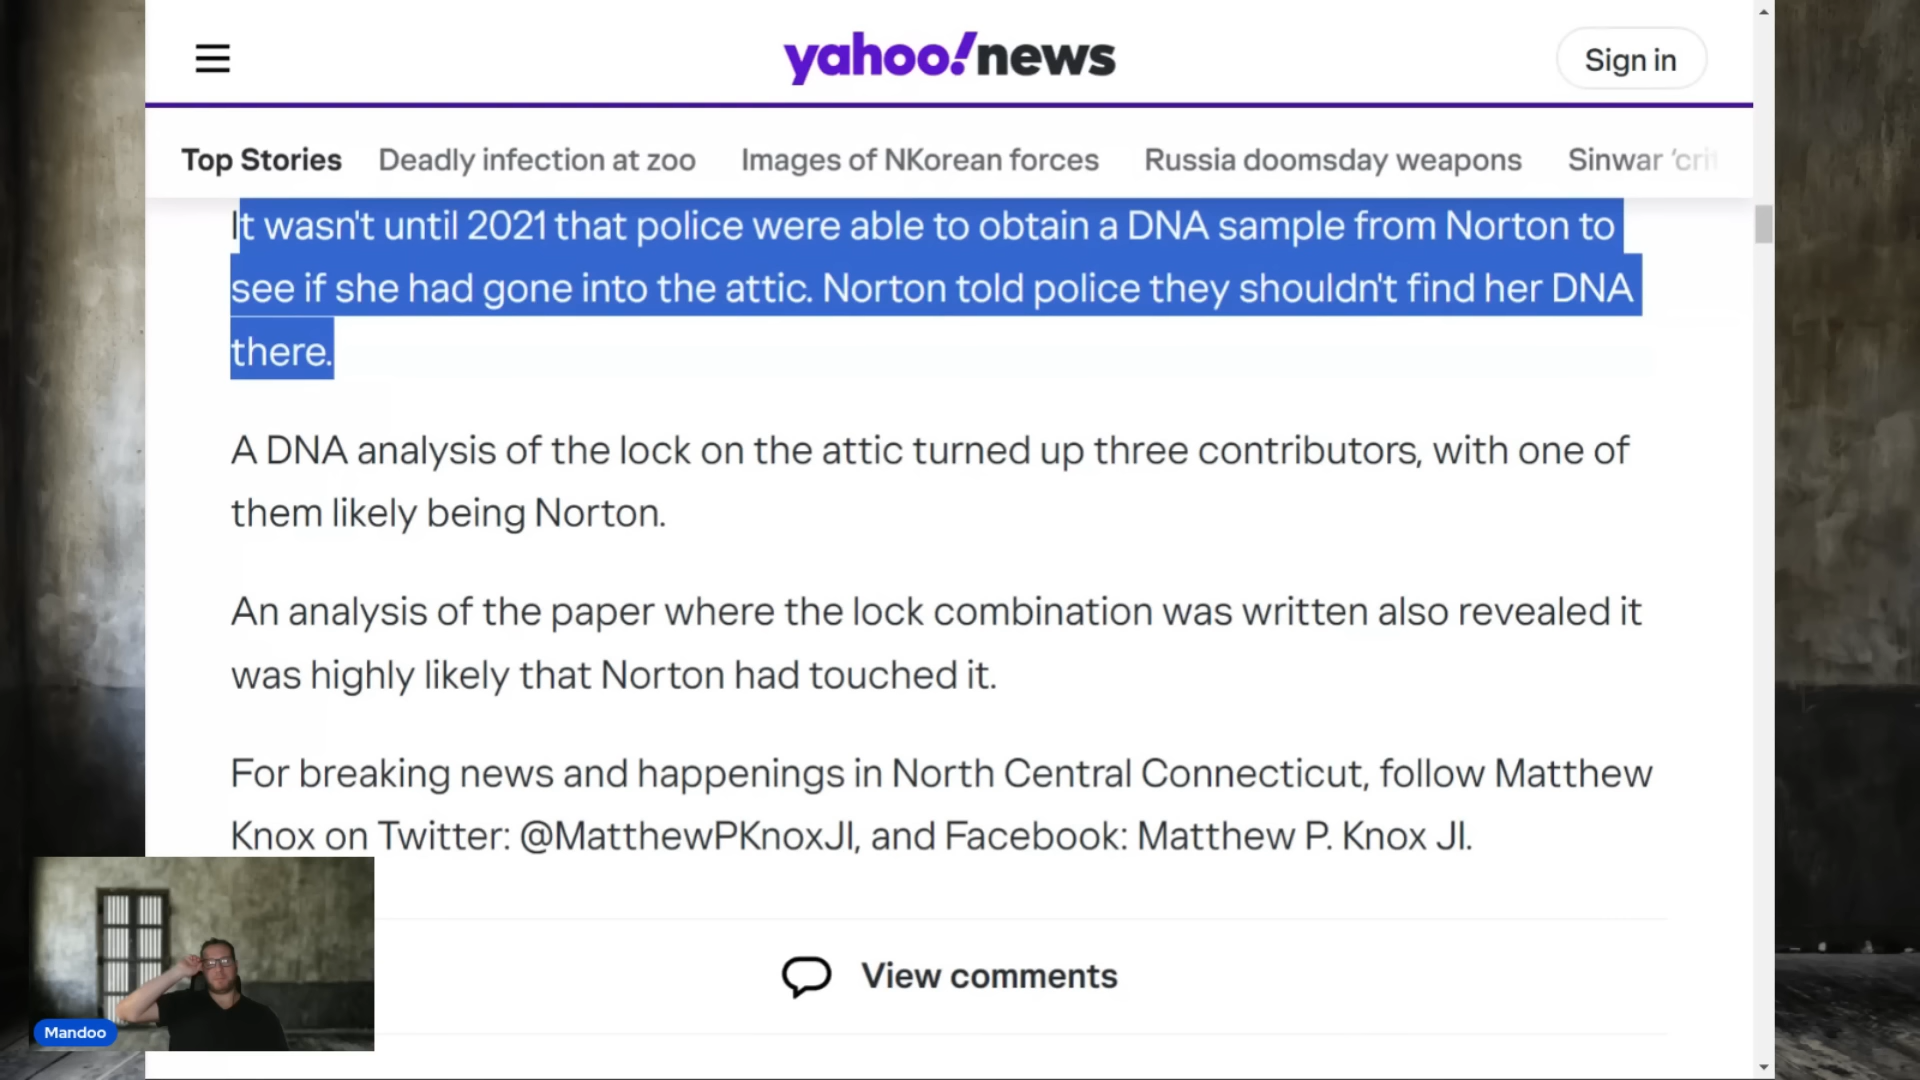 yahoo!news
Sign in
Top Stories Deadly infection at zoo Images of NKorean forces Russia doomsday weapons Sinwar 'crit
It wasn't until 2021 that police were able to obtain a DNA sample from Norton to
see if she had gone into the attic. Norton told police they shouldn't find her DNA
there.
A DNA analysis of the lock on the attic turned up three contributors, with one of
them likely being Norton.
An analysis of the paper where the lock combination was written also revealed it
was highly likely that Norton had touched it.
For breaking news and happenings in North Central Connecticut, follow Matthew
Knox on Twitter: @MatthewPKnoxJI, and Facebook: Matthew P. Knox JI.
View comments
Mandoo